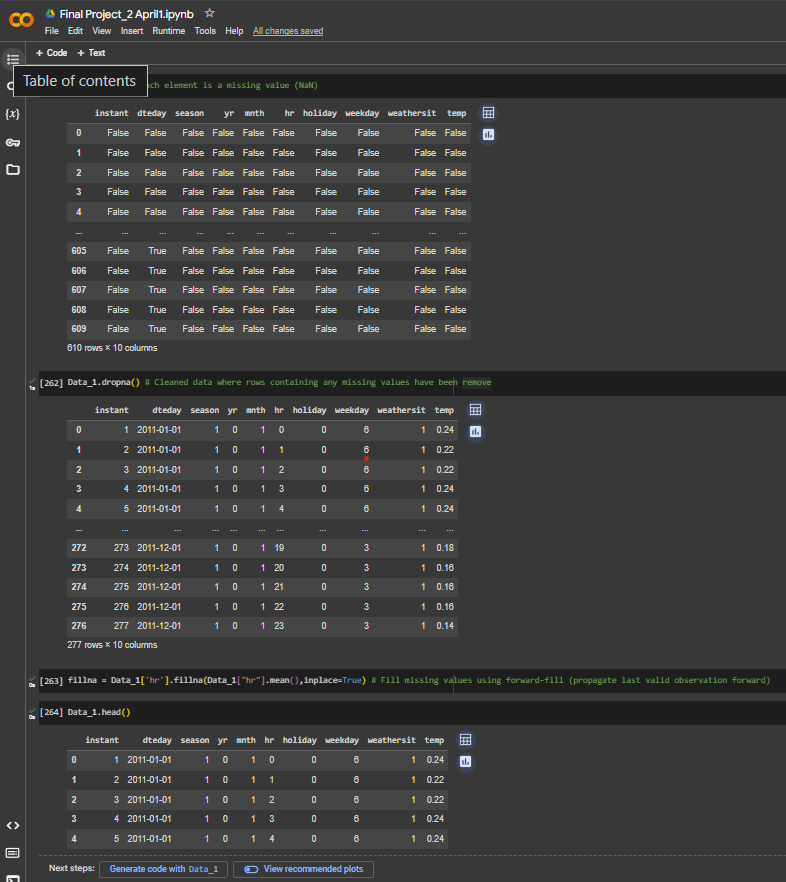 Final Project_2 April1.ipynb
File Edit View Insert Runtime Tools Help All changes saved
+ Code + Text
Table of contents
ch element is a missing value (NaN)
{x}
instant dteday season yr mnth hr holiday weekday weathersit temp
0 False False False False False False False False False False
1 False False False False False False False False False False
2 False False False False False False False False False False
3 False False False False False False False False False False
4 False False False False False False False False False False
... ... ... ... ... ... ... ... ... ... ...
605 False True False False False False False False False False
606 False True False False False False False False False False
607 False True False False False False False False False False
608 False True False False False False False False False False
609 False True False False False False False False False False
610 rows × 10 columns
[262] Data_1.dropna() # Cleaned data where rows containing any missing values have been remove
instant dteday season yr mnth hr holiday weekday weathersit temp
0 1 2011-01-01 1 0 1 0 0 6 1 0.24
1 2 2011-01-01 1 0 1 1 0 6 1 0.22
2 3 2011-01-01 1 0 1 2 0 6 1 0.22
3 4 2011-01-01 1 0 1 3 0 6 1 0.24
4 5 2011-01-01 1 0 1 4 0 6 1 0.24
... ... ... ... ... ... ... ... ... ... ...
272 273 2011-12-01 1 0 1 19 0 3 1 0.18
273 274 2011-12-01 1 0 1 20 0 3 1 0.16
274 275 2011-12-01 1 0 1 21 0 3 1 0.16
275 276 2011-12-01 1 0 1 22 0 3 1 0.16
276 277 2011-12-01 1 0 1 23 0 3 1 0.14
277 rows × 10 columns
[263] fillna = Data_1['hr'].fillna(Data_1["hr"].mean(),inplace=True) # Fill missing values using forward-fill (propagate last valid observation forward)
[264] Data_1.head()
instant dteday season yr mnth hr holiday weekday weathersit temp
0 1 2011-01-01 1 0 1 0 0 6 1 0.24
1 2 2011-01-01 1 0 1 1 0 6 1 0.22
2 3 2011-01-01 1 0 1 2 0 6 1 0.22
3 4 2011-01-01 1 0 1 3 0 6 1 0.24
4 5 2011-01-01 1 0 1 4 0 6 1 0.24
Next steps: Generate code with Data_1 View recommended plots